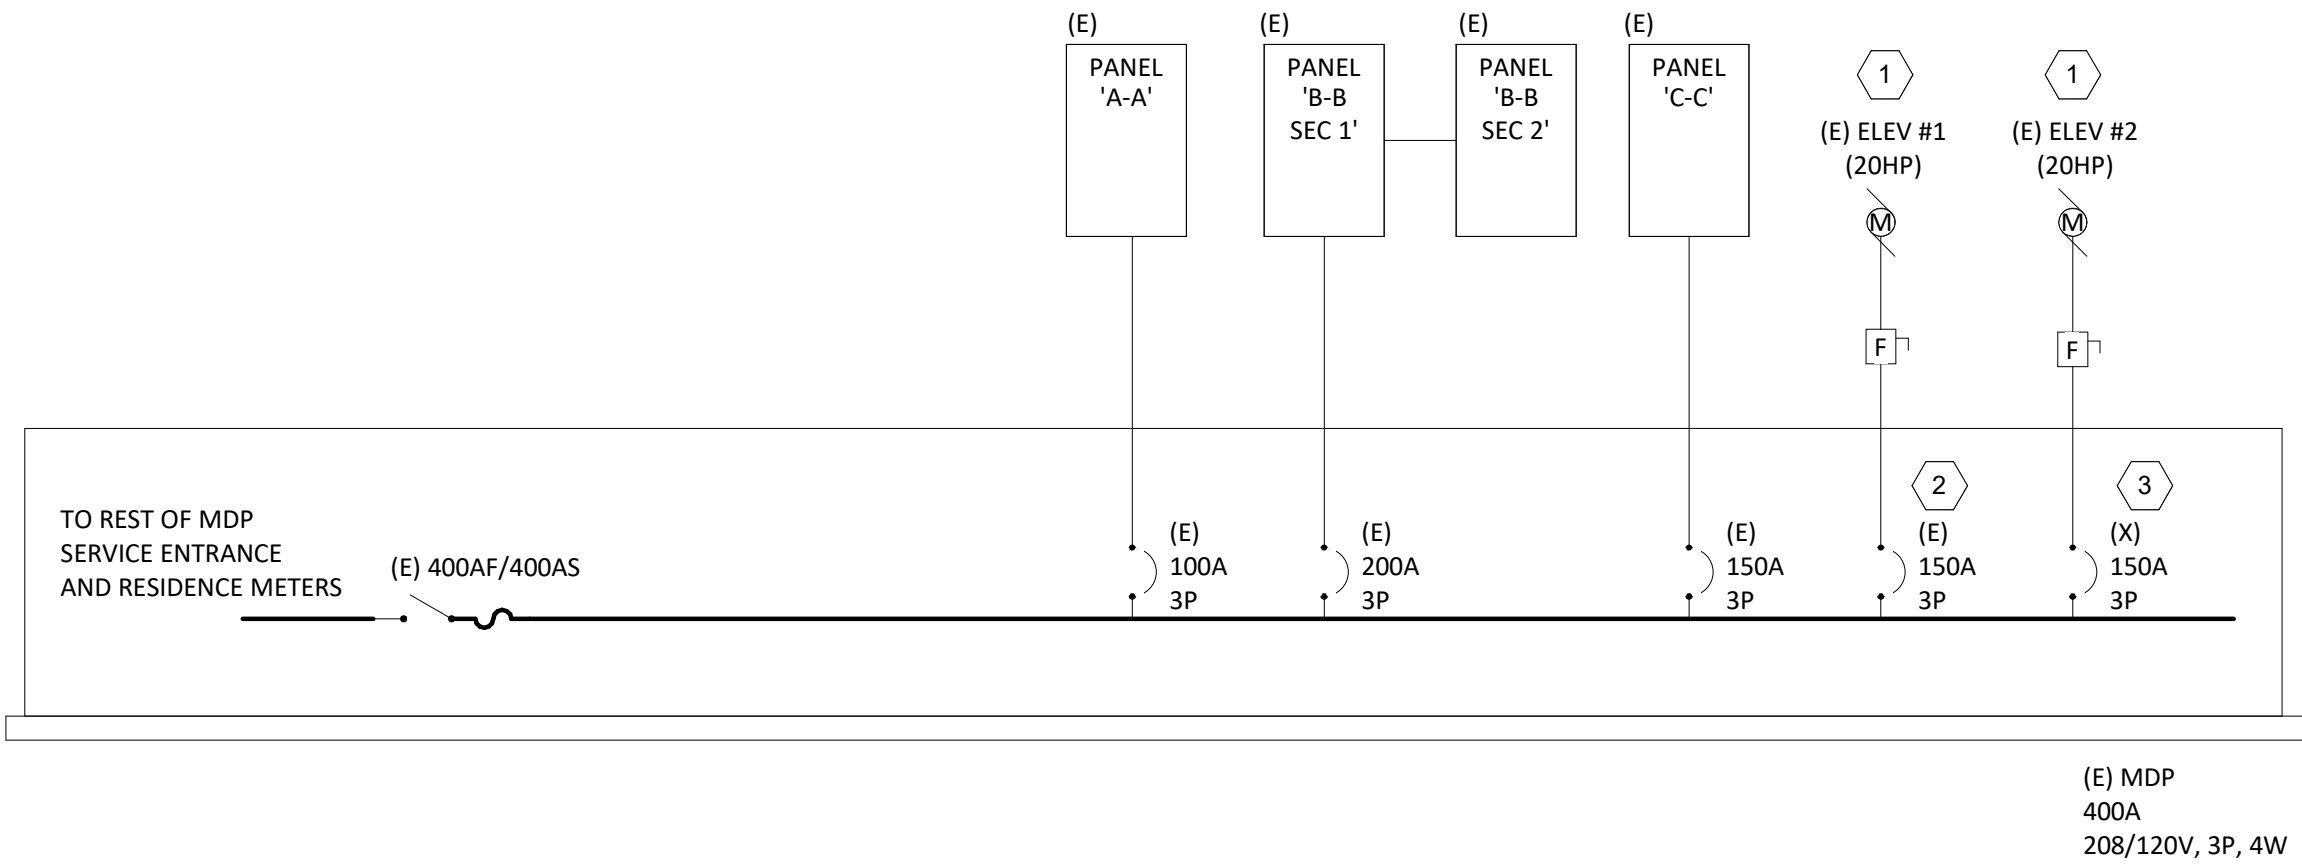 (E)
PANEL
'A-A'
(E)
PANEL
'B-B
SEC 1'
(E)
PANEL
'B-B
SEC 2'
(E)
PANEL
'C-C'
1
(E) ELEV #1
(20HP)
M
F
1
(E) ELEV #2
(20HP)
M
F
TO REST OF MDP
SERVICE ENTRANCE
AND RESIDENCE METERS
(E) 400AF/400AS
(E)
100A
3P
(E)
200A
3P
(E)
150A
3P
2
(E)
150A
3P
3
(X)
150A
3P
(E) MDP
400A
208/120V, 3P, 4W